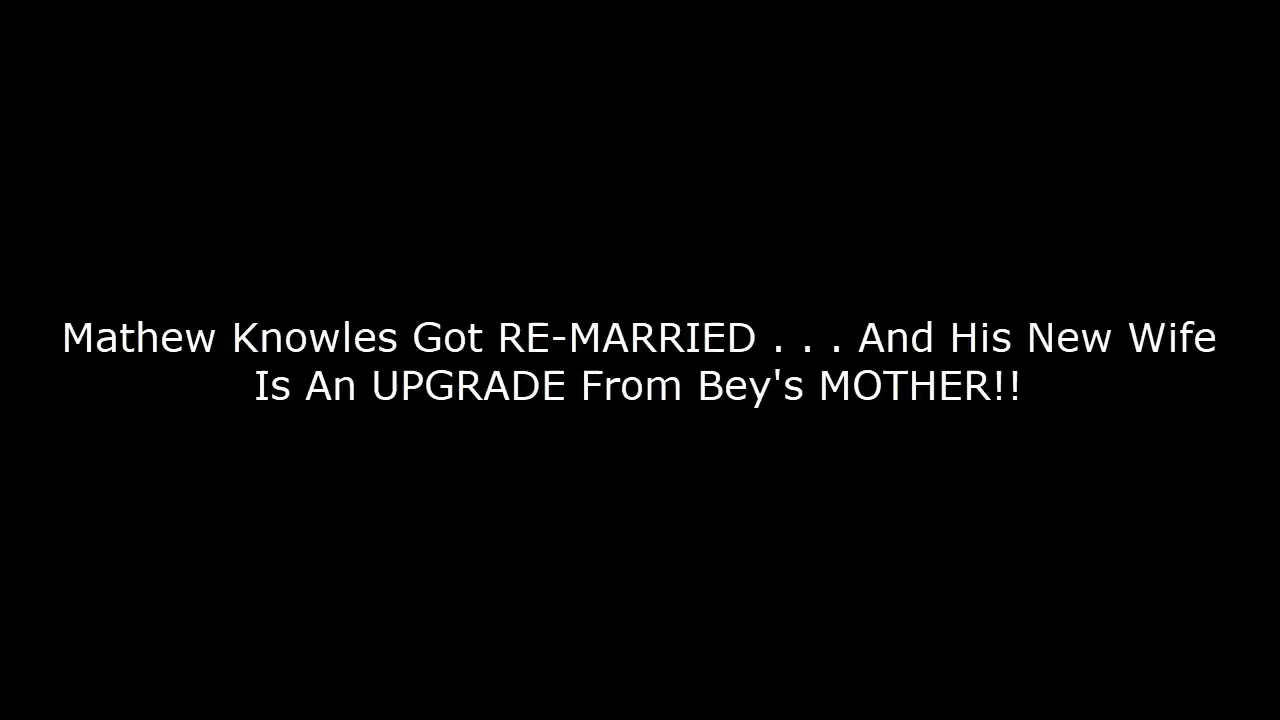 Mathew Knowles Got RE-MARRIED . . . And His New Wife
Is An UPGRADE From Bey's MOTHER!!